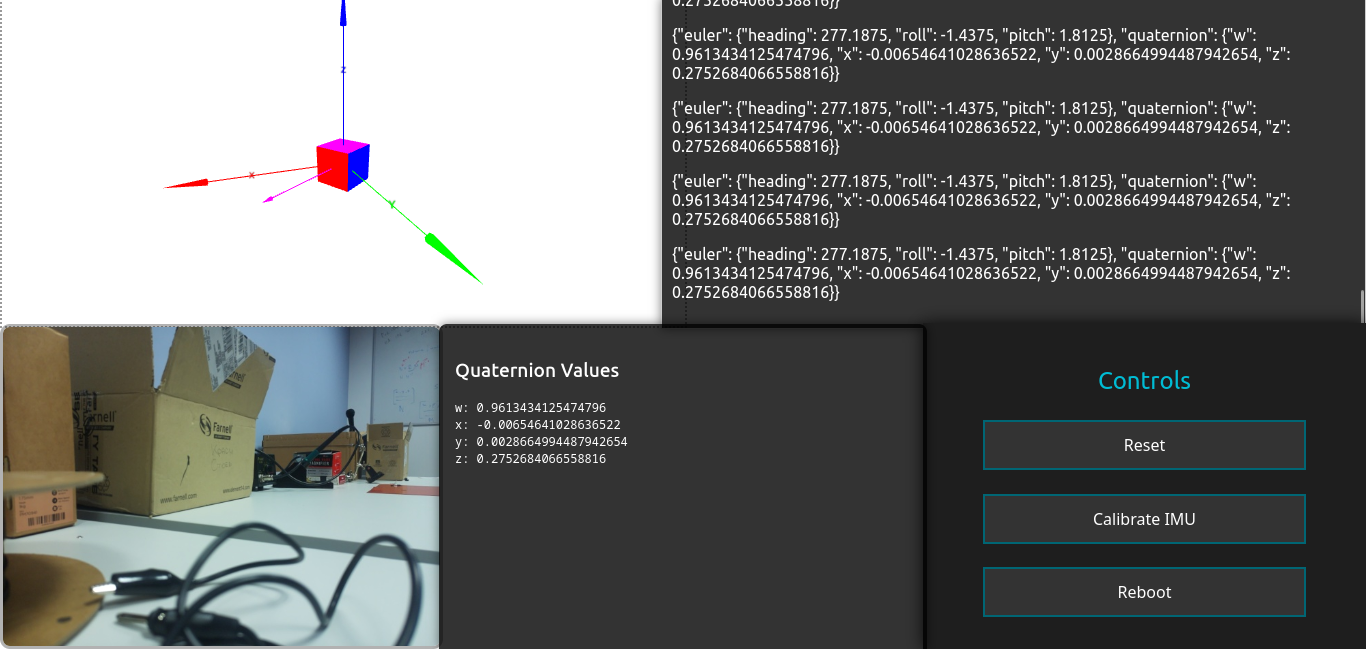 0.2752684066558816}}
{"euler": {"heading": 277.1875, "roll": -1.4375, "pitch": 1.8125}, "quaternion": {"w":
0.9613434125474796, "x": -0.00654641028636522, "y": 0.0028664994487942654, "z":
0.2752684066558816}}
{"euler": {"heading": 277.1875, "roll": -1.4375, "pitch": 1.8125}, "quaternion": {"w":
0.9613434125474796, "x": -0.00654641028636522, "y": 0.0028664994487942654, "z":
0.2752684066558816}}
{"euler": {"heading": 277.1875, "roll": -1.4375, "pitch": 1.8125}, "quaternion": {"w":
0.9613434125474796, "x": -0.00654641028636522, "y": 0.0028664994487942654, "z":
0.2752684066558816}}
{"euler": {"heading": 277.1875, "roll": -1.4375, "pitch": 1.8125}, "quaternion": {"w":
0.9613434125474796, "x": -0.00654641028636522, "y": 0.0028664994487942654, "z":
0.2752684066558816}}
z
x
Y
Farnell
www.farnell.com
Quaternion Values
w: 0.9613434125474796
x: -0.00654641028636522
y: 0.0028664994487942654
z: 0.2752684066558816
Controls
Reset
Calibrate IMU
Reboot